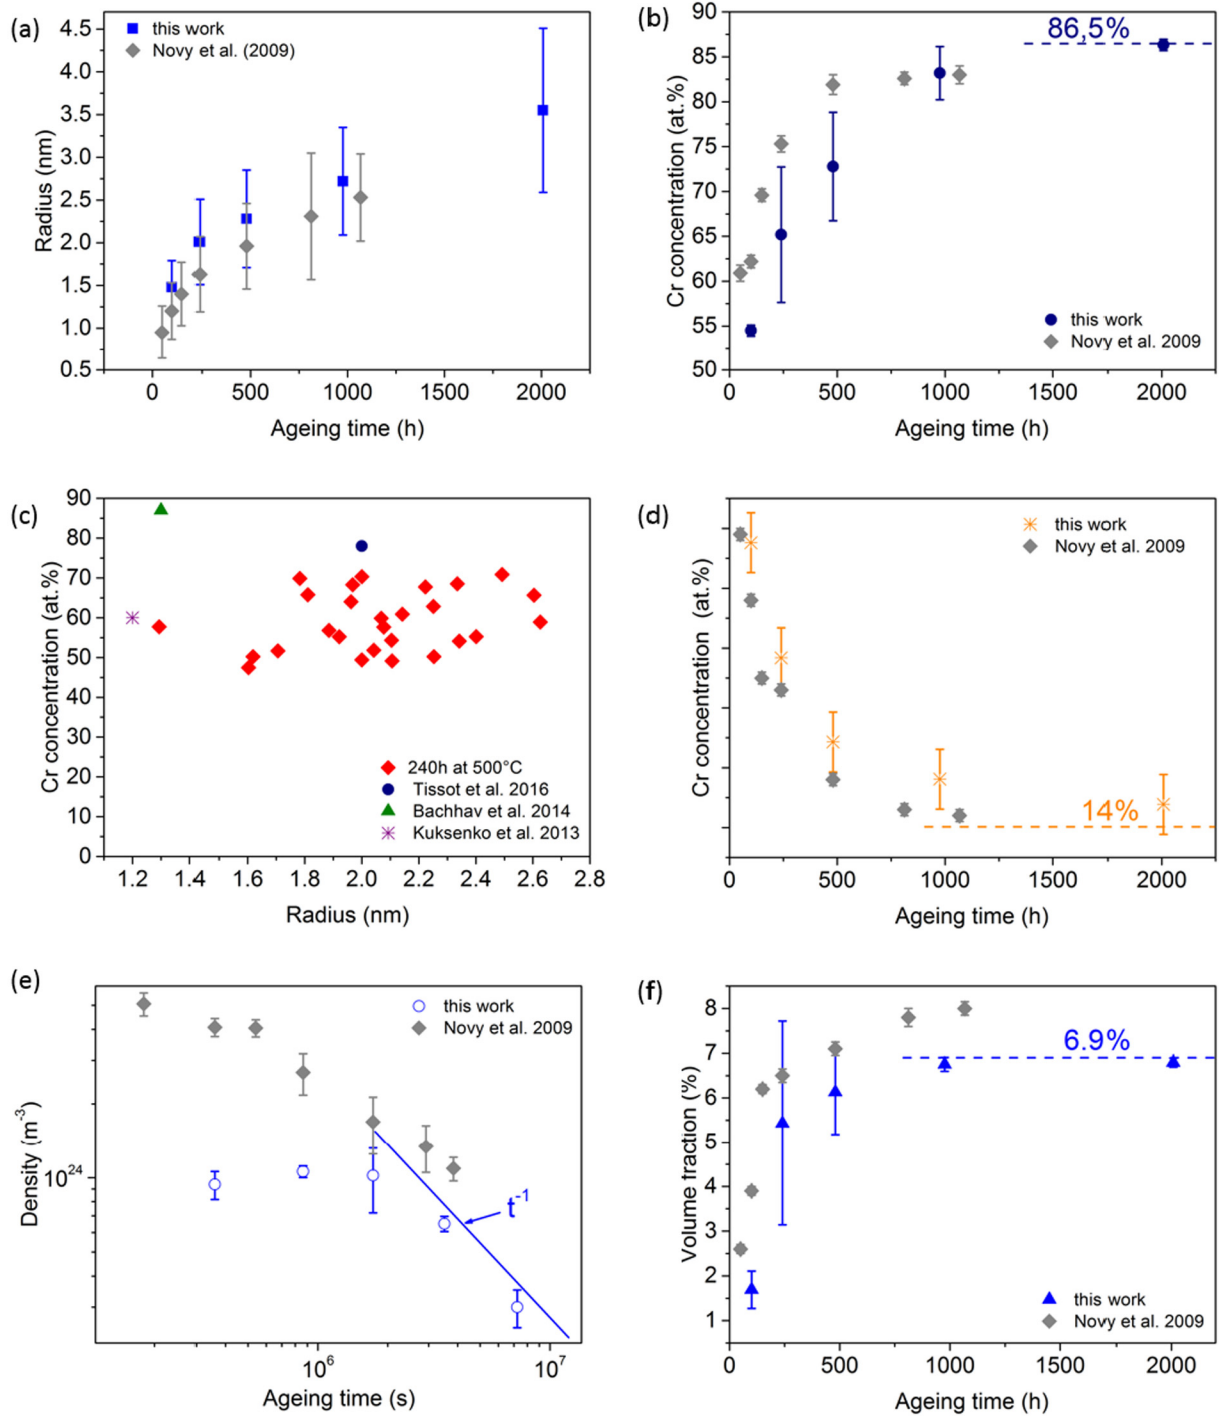 (a)
4.5
4.0
3.5
3.0
2.5
2.0
1.5
1.0
0.5
Radius (nm)
this work
Novy et al. (2009)
0 500 1000 1500 2000
Ageing time (h)
(b)
90
85
80
75
70
65
60
55
50
Cr concentration (at.%)
86,5%
this work
Novy et al. 2009
0 500 1000 1500 2000
Ageing time (h)
(c)
90
80
70
60
50
40
30
20
10
0
Cr concentration (at.%)
240h at 500°C
Tissot et al. 2016
Bachhav et al. 2014
Kuksenko et al. 2013
1.2 1.4 1.6 1.8 2.0 2.2 2.4 2.6 2.8
Radius (nm)
(d)
Cr concentration (at.%)
this work
Novy et al. 2009
14%
0 500 1000 1500 2000
Ageing time (h)
(e)
Density (m⁻³)
10²⁴
this work
Novy et al. 2009
t⁻¹
10⁶ 10⁷
Ageing time (s)
(f)
8
7
6
5
4
3
2
1
Volume fraction (%)
6.9%
this work
Novy et al. 2009
0 500 1000 1500 2000
Ageing time (h)